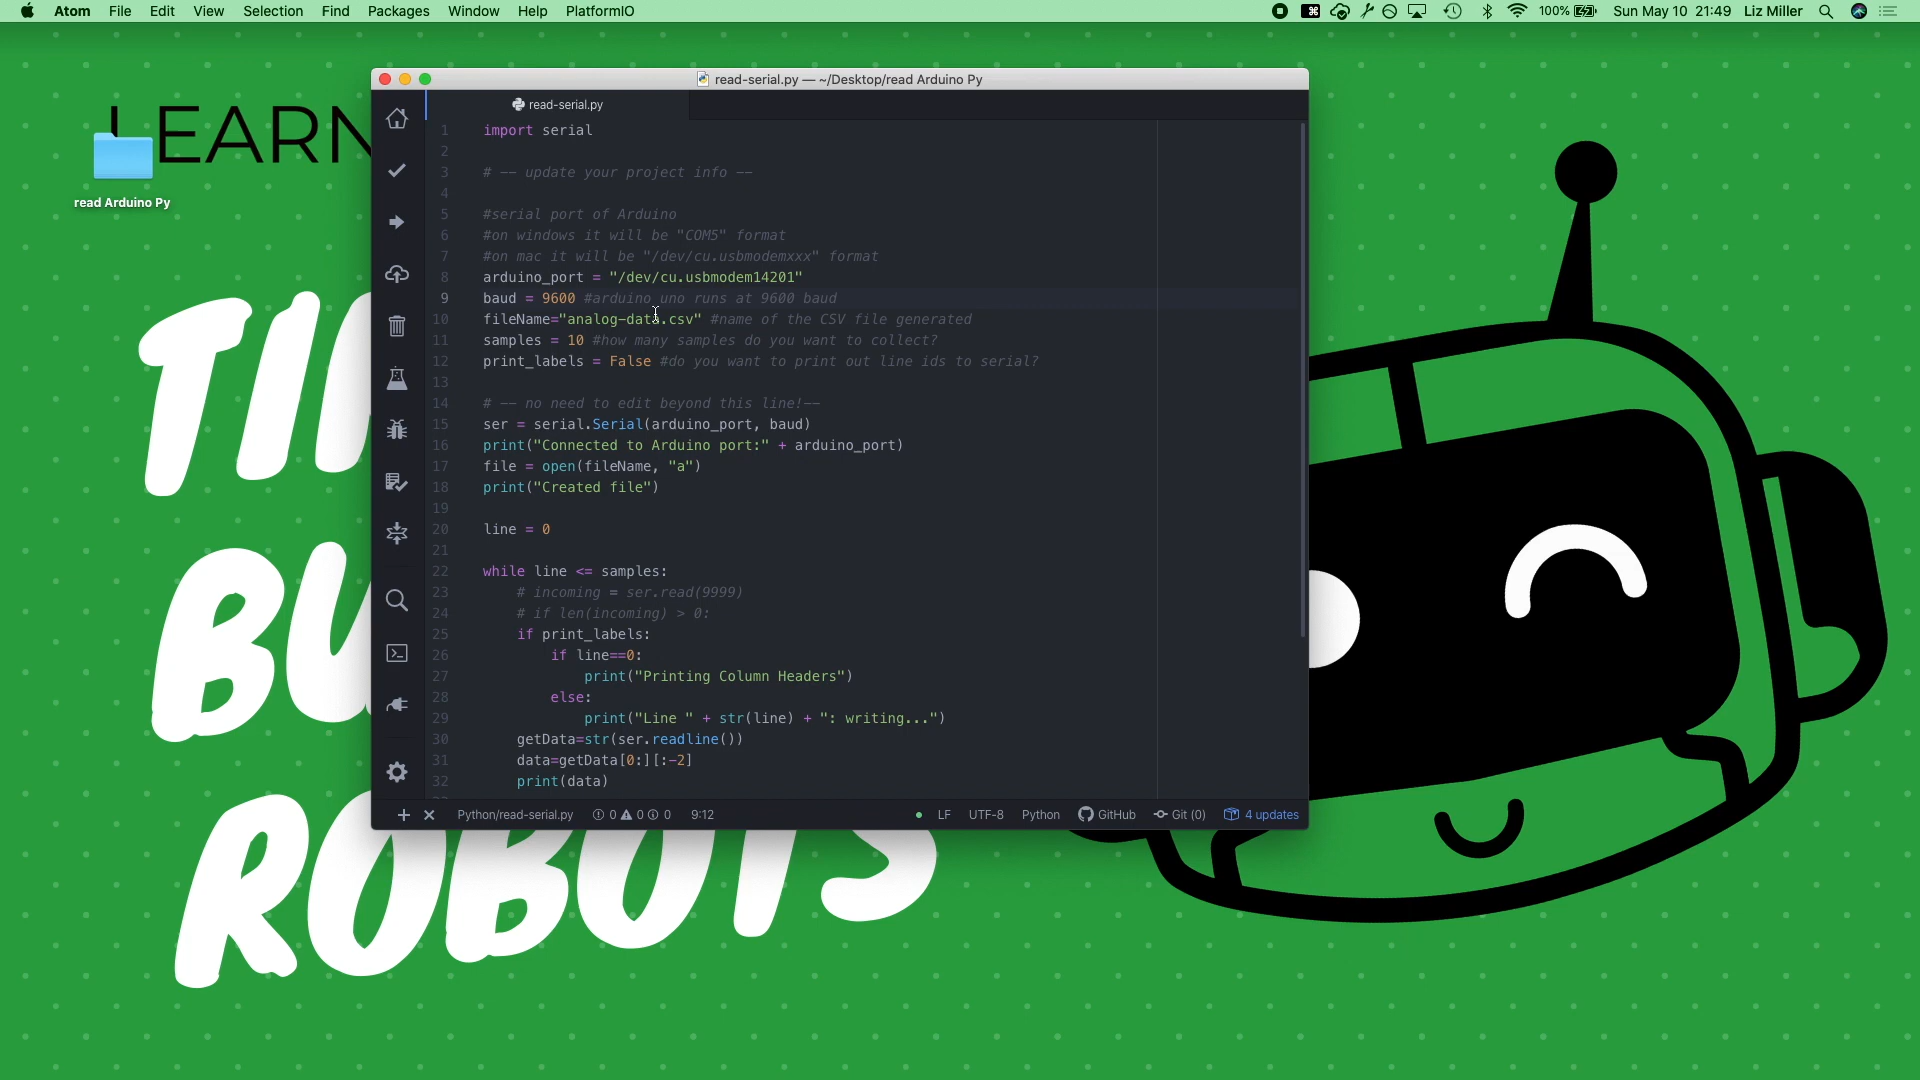 Atom File Edit View Selection Find Packages Window Help PlatformIO
100% Sun May 10 21:49 Liz Miller
read-serial.py — ~/Desktop/read Arduino Py
read-serial.py
LEARN
read Arduino Py
1 import serial
2
3 # -- update your project info --
4
5 #serial port of Arduino
6 #on windows it will be "COM5" format
7 #on mac it will be "/dev/cu.usbmodemxxx" format
8 arduino_port = "/dev/cu.usbmodem14201"
9 baud = 9600 #arduino uno runs at 9600 baud
10 fileName="analog-data.csv" #name of the CSV file generated
11 samples = 10 #how many samples do you want to collect?
12 print_labels = False #do you want to print out line ids to serial?
13
14 # -- no need to edit beyond this line!--
15 ser = serial.Serial(arduino_port, baud)
16 print("Connected to Arduino port:" + arduino_port)
17 file = open(fileName, "a")
18 print("Created file")
19
20 line = 0
21
22 while line <= samples:
23 # incoming = ser.read(9999)
24 # if len(incoming) > 0:
25 if print_labels:
26 if line==0:
27 print("Printing Column Headers")
28 else:
29 print("Line " + str(line) + ": writing...")
30 getData=str(ser.readline())
31 data=getData[0:][:-2]
32 print(data)
Python/read-serial.py 0 0 0 9:12 LF UTF-8 Python GitHub Git (0) 4 updates
ROBOTS